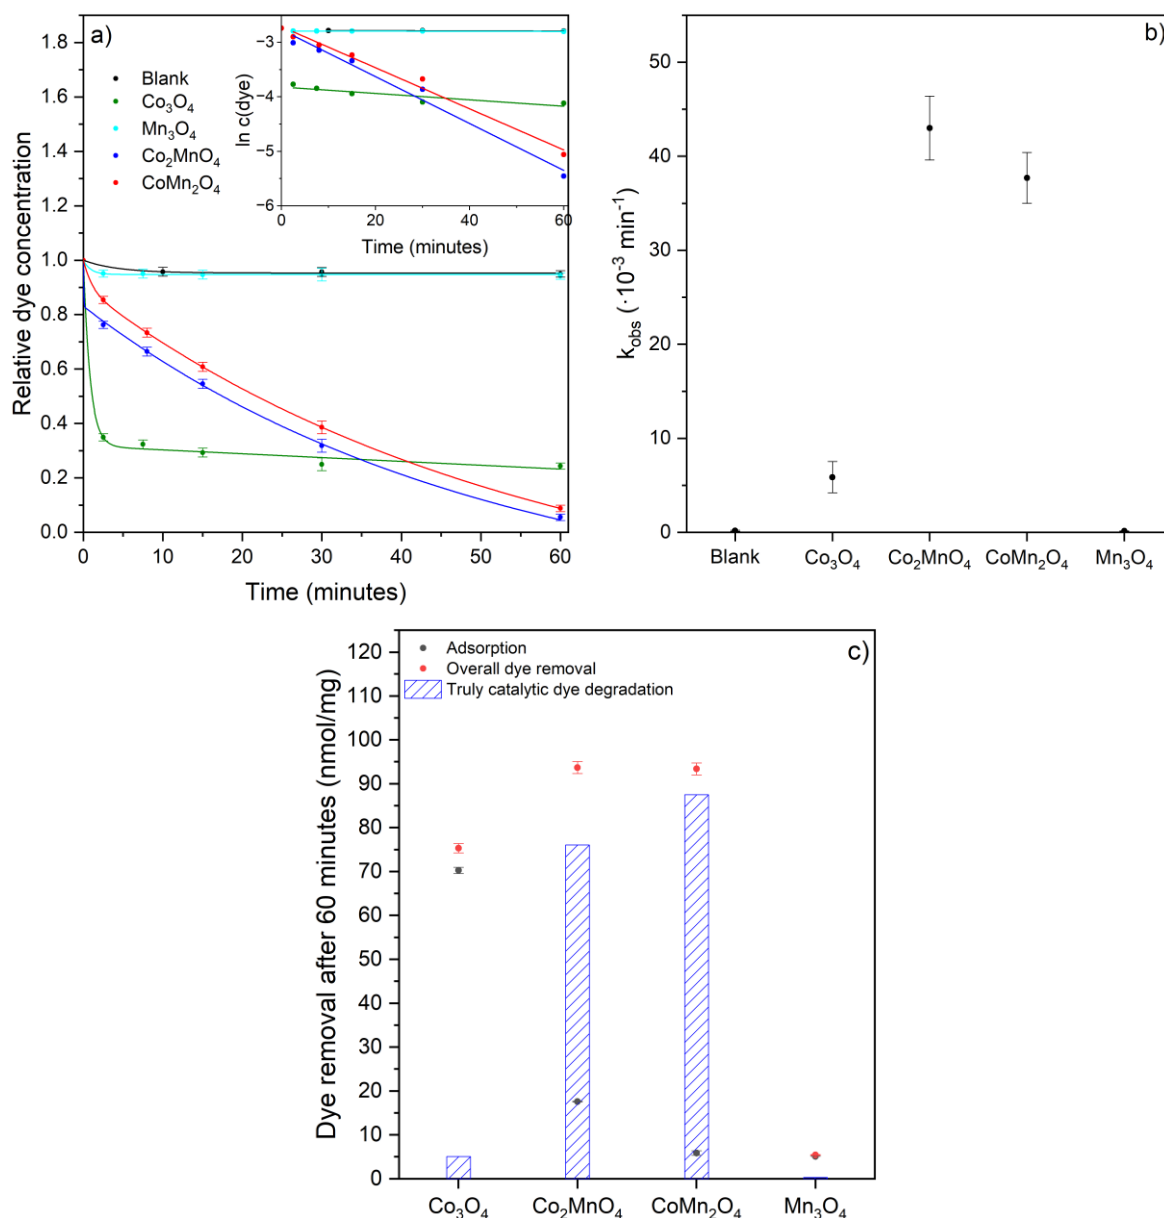 a)
Blank
Co₃O₄
Mn₃O₄
Co₂MnO₄
CoMn₂O₄
Relative dye concentration
1.8
1.6
1.4
1.2
1.0
0.8
0.6
0.4
0.2
0.0
0 10 20 30 40 50 60
Time (minutes)
ln c(dye)
−3
−4
−5
−6
0 20 40 60
Time (minutes)
b)
k_obs (·10⁻³ min⁻¹)
50
40
30
20
10
0
Blank Co₃O₄ Co₂MnO₄ CoMn₂O₄ Mn₃O₄
c)
Adsorption
Overall dye removal
Truly catalytic dye degradation
Dye removal after 60 minutes (nmol/mg)
120
110
100
90
80
70
60
50
40
30
20
10
0
Co₃O₄ Co₂MnO₄ CoMn₂O₄ Mn₃O₄